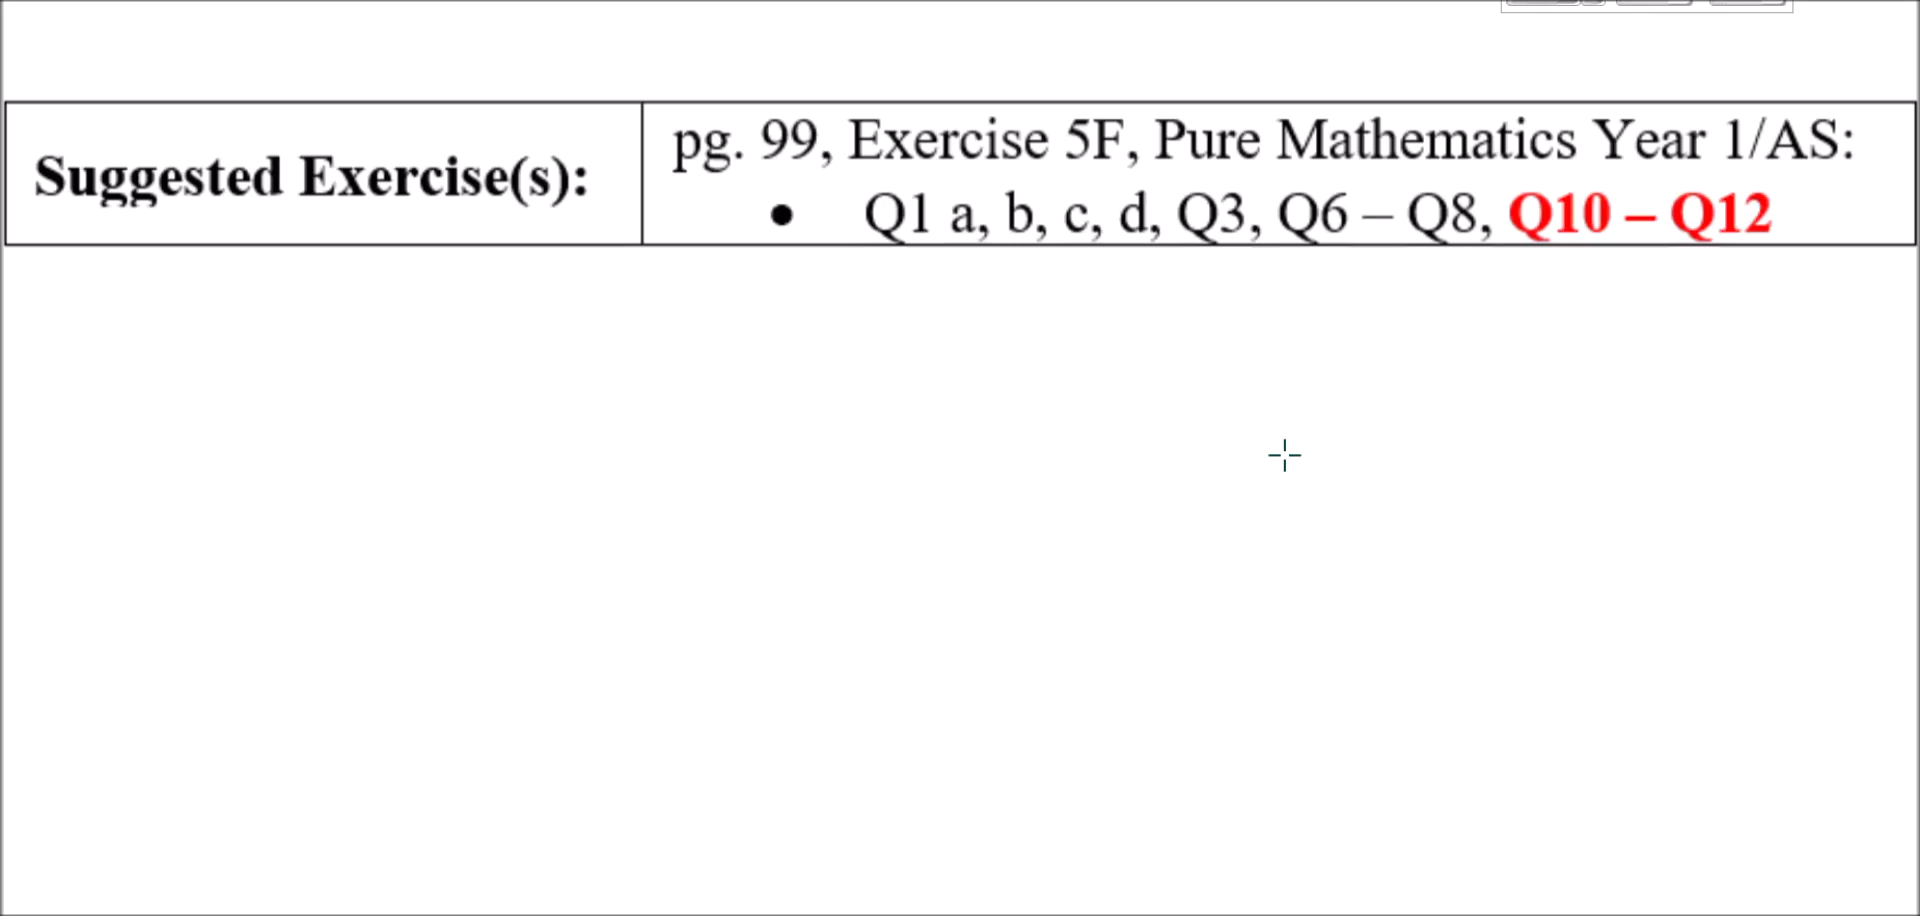 Suggested Exercise(s):
pg. 99, Exercise 5F, Pure Mathematics Year 1/AS:
• Q1 a, b, c, d, Q3, Q6 – Q8, Q10 – Q12